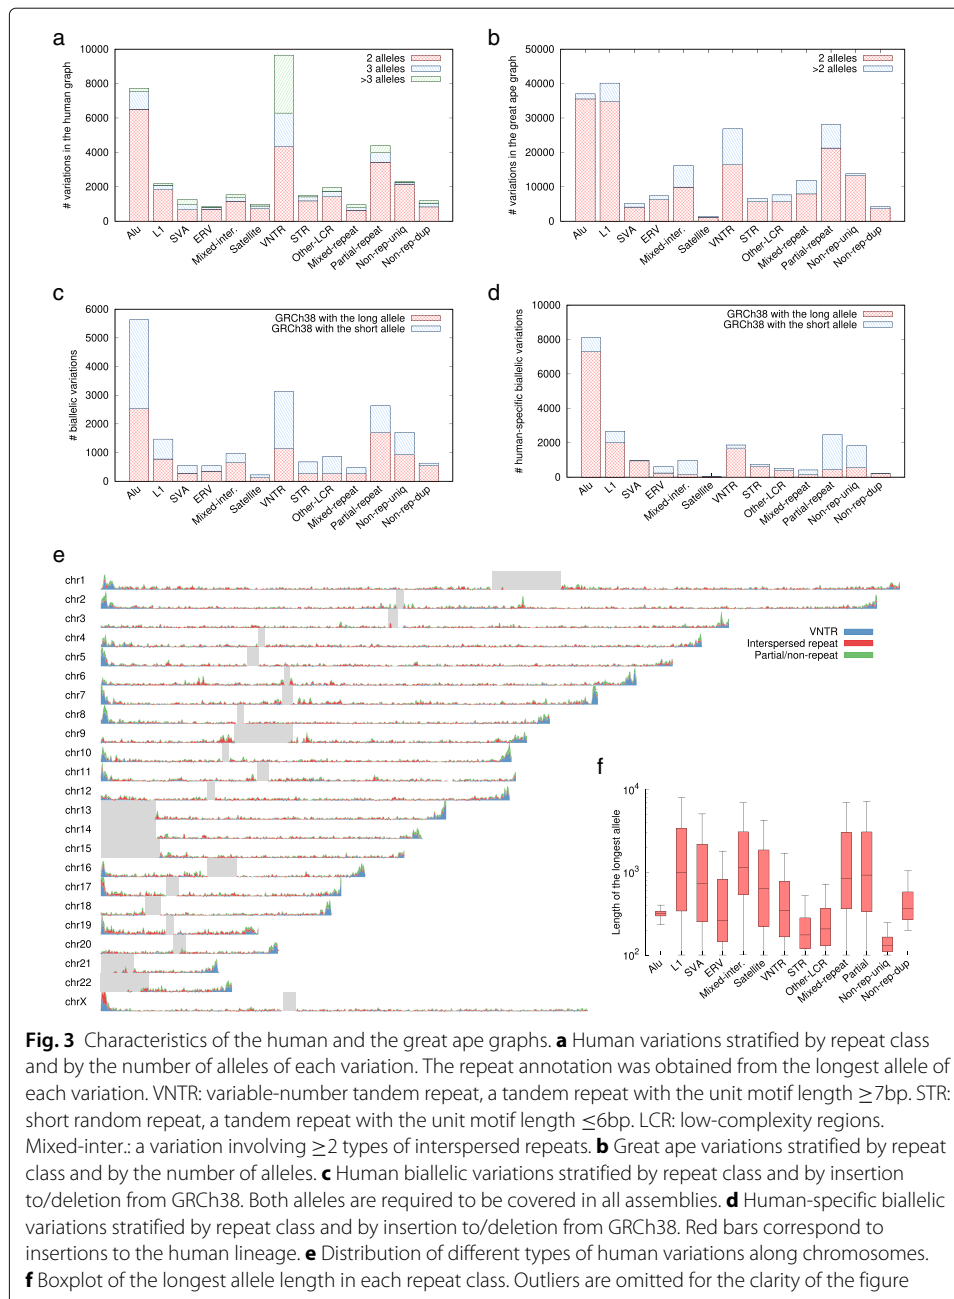 a
# variations in the human graph
10000
8000
6000
4000
2000
0
2 alleles
3 alleles
>3 alleles
Alu
L1
SVA
ERV
Mixed-inter.
Satellite
VNTR
STR
Other-LCR
Mixed-repeat
Partial-repeat
Non-rep-uniq
Non-rep-dup
b
# variations in the great ape graph
50000
40000
30000
20000
10000
0
2 alleles
>2 alleles
Alu
L1
SVA
ERV
Mixed-inter.
Satellite
VNTR
STR
Other-LCR
Mixed-repeat
Partial-repeat
Non-rep-uniq
Non-rep-dup
c
# biallelic variations
6000
5000
4000
3000
2000
1000
0
GRCh38 with the long allele
GRCh38 with the short allele
Alu
L1
SVA
ERV
Mixed-inter.
Satellite
VNTR
STR
Other-LCR
Mixed-repeat
Partial-repeat
Non-rep-uniq
Non-rep-dup
d
# human-specific biallelic variations
10000
8000
6000
4000
2000
0
GRCh38 with the long allele
GRCh38 with the short allele
Alu
L1
SVA
ERV
Mixed-inter.
Satellite
VNTR
STR
Other-LCR
Mixed-repeat
Partial-repeat
Non-rep-uniq
Non-rep-dup
e
chr1
chr2
chr3
chr4
chr5
chr6
chr7
chr8
chr9
chr10
chr11
chr12
chr13
chr14
chr15
chr16
chr17
chr18
chr19
chr20
chr21
chr22
chrX
VNTR
Interspersed repeat
Partial/non-repeat
f
Length of the longest allele
10^4
10^3
10^2
Alu
L1
SVA
ERV
Mixed-inter.
Satellite
VNTR
STR
Other-LCR
Mixed-repeat
Partial
Non-rep-uniq
Non-rep-dup
Fig. 3 Characteristics of the human and the great ape graphs. a Human variations stratified by repeat class
and by the number of alleles of each variation. The repeat annotation was obtained from the longest allele of
each variation. VNTR: variable-number tandem repeat, a tandem repeat with the unit motif length ≥7bp. STR:
short random repeat, a tandem repeat with the unit motif length ≤6bp. LCR: low-complexity regions.
Mixed-inter.: a variation involving ≥2 types of interspersed repeats. b Great ape variations stratified by repeat
class and by the number of alleles. c Human biallelic variations stratified by repeat class and by insertion
to/deletion from GRCh38. Both alleles are required to be covered in all assemblies. d Human-specific biallelic
variations stratified by repeat class and by insertion to/deletion from GRCh38. Red bars correspond to
insertions to the human lineage. e Distribution of different types of human variations along chromosomes.
f Boxplot of the longest allele length in each repeat class. Outliers are omitted for the clarity of the figure